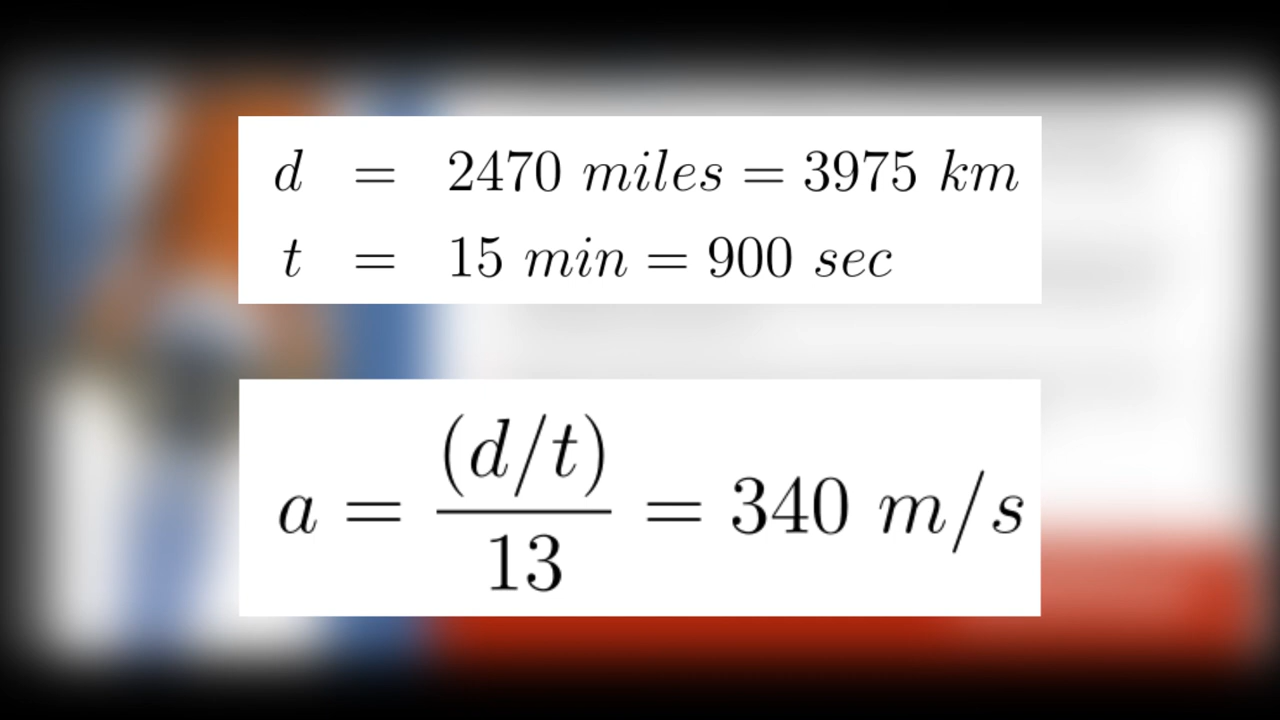 d = 2470 miles = 3975 km
t = 15 min = 900 sec
a = (d/t)/13 = 340 m/s